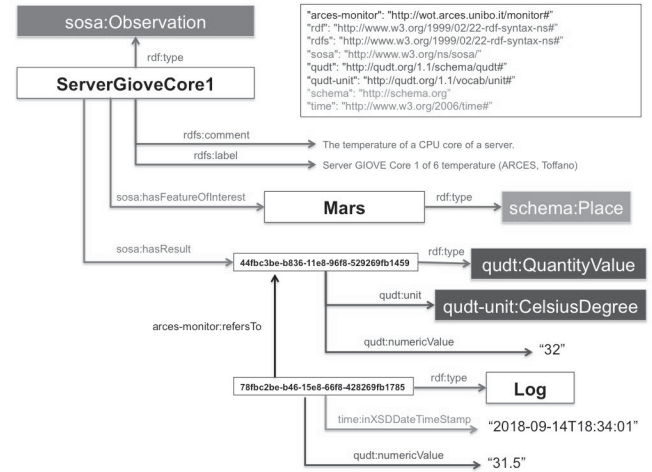 sosa:Observation
"arces-monitor": "http://wot.arces.unibo.it/monitor#"
"rdf": "http://www.w3.org/1999/02/22-rdf-syntax-ns#"
"rdfs": "http://www.w3.org/1999/02/22-rdf-syntax-ns#"
"sosa": "http://www.w3.org/ns/sosa/"
"qudt": "http://qudt.org/1.1/schema/qudt#"
"qudt-unit": "http://qudt.org/1.1/vocab/unit#"
"schema": "http://schema.org"
"time": "http://www.w3.org/2006/time#"
rdf:type
ServerGioveCore1
rdfs:comment
The temperature of a CPU core of a server.
rdfs:label
Server GIOVE Core 1 of 6 temperature (ARCES, Toffano)
sosa:hasFeatureOfInterest
Mars
rdf:type
schema:Place
sosa:hasResult
44fbc3be-b836-11e8-96f8-529269fb1459
rdf:type
qudt:QuantityValue
qudt:unit
qudt-unit:CelsiusDegree
arces-monitor:refersTo
qudt:numericValue
“32”
78fbc2be-b46-15e8-66f8-428269fb1785
rdf:type
Log
time:inXSDDateTimeStamp
“2018-09-14T18:34:01”
qudt:numericValue
“31.5”